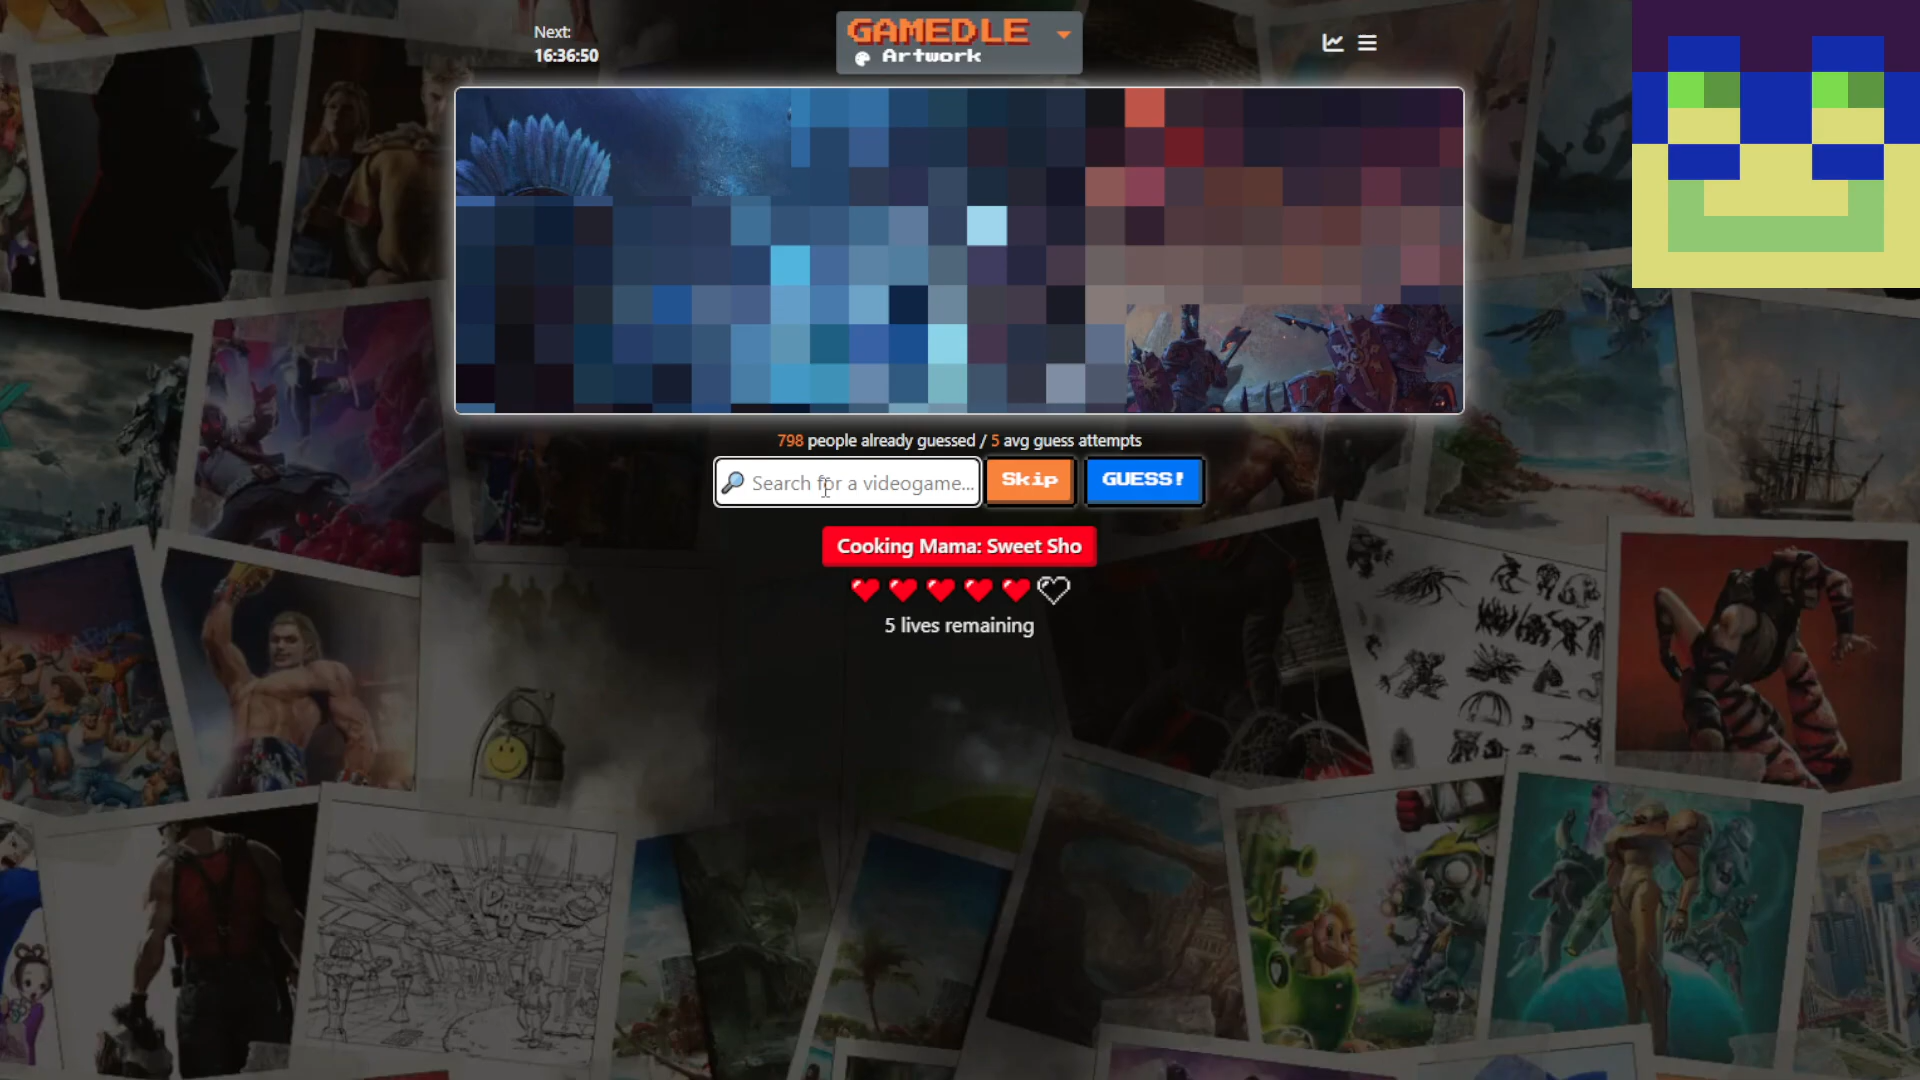 Next:
16:36:50
GAMEDLE
Artwork
798 people already guessed / 5 avg guess attempts
Search for a videogame...
Skip
GUESS!
Cooking Mama: Sweet Sho
5 lives remaining